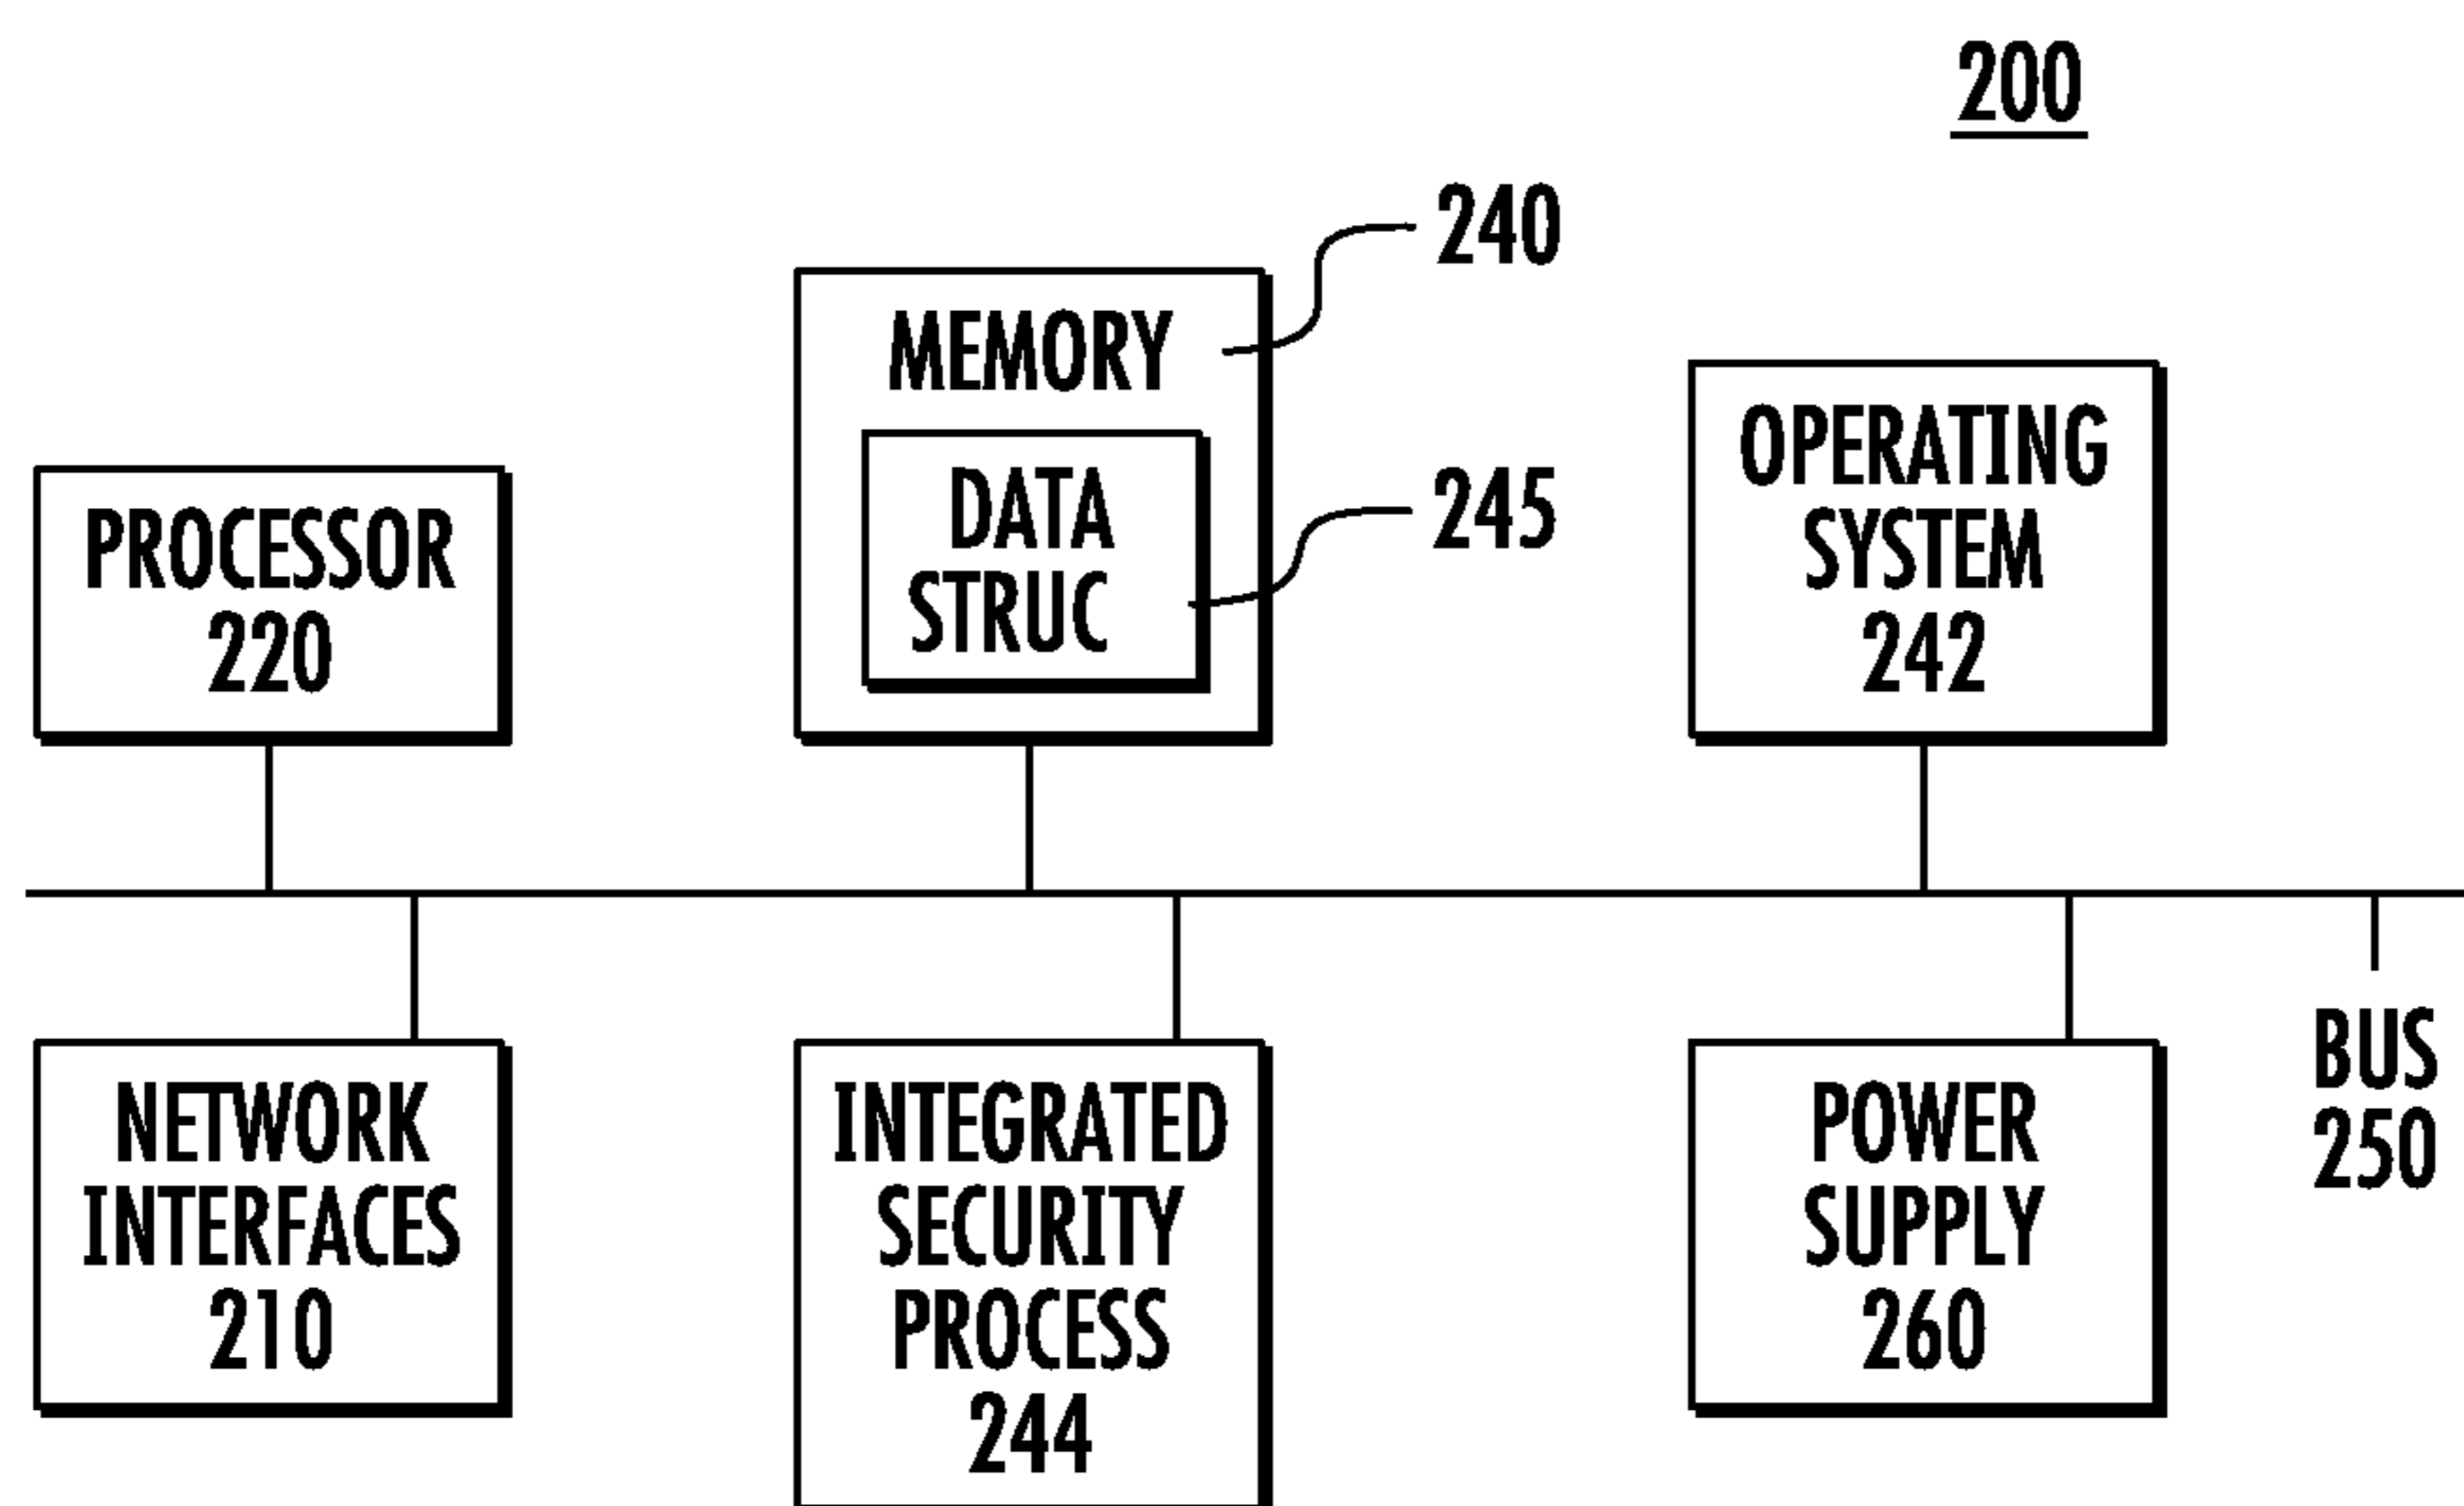 200
240
MEMORY
DATA
STRUC
245
OPERATING
SYSTEM
242
PROCESSOR
220
NETWORK
INTERFACES
210
INTEGRATED
SECURITY
PROCESS
244
POWER
SUPPLY
260
BUS
250